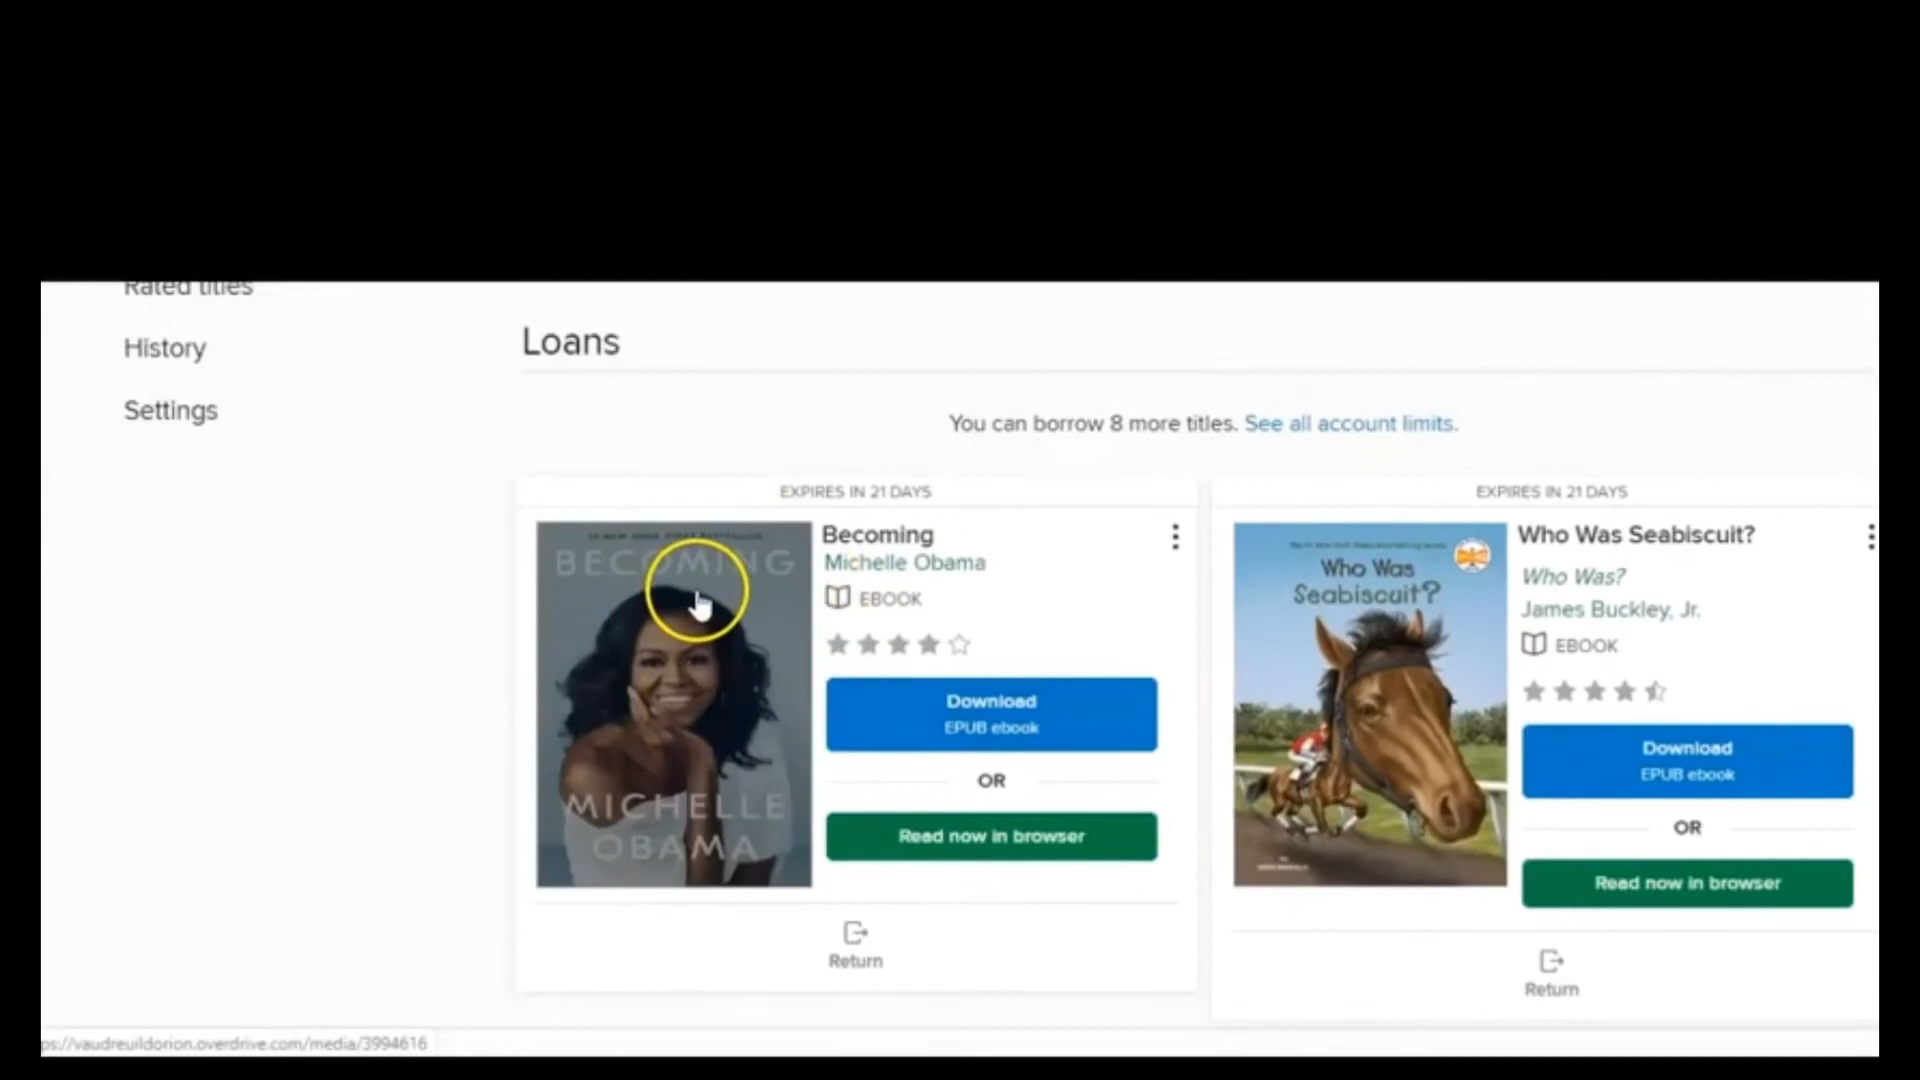 Rated titles
History
Settings
Loans
You can borrow 8 more titles. See all account limits.
EXPIRES IN 21 DAYS
BECOMING
MICHELLE
OBAMA
Becoming
Michelle Obama
EBOOK
Download
EPUB ebook
OR
Read now in browser
Return
EXPIRES IN 21 DAYS
Who Was
Seabiscuit?
Who Was Seabiscuit?
Who Was?
James Buckley, Jr.
EBOOK
Download
EPUB ebook
OR
Read now in browser
Return
ps://vaudreuildorion.overdrive.com/media/3994616